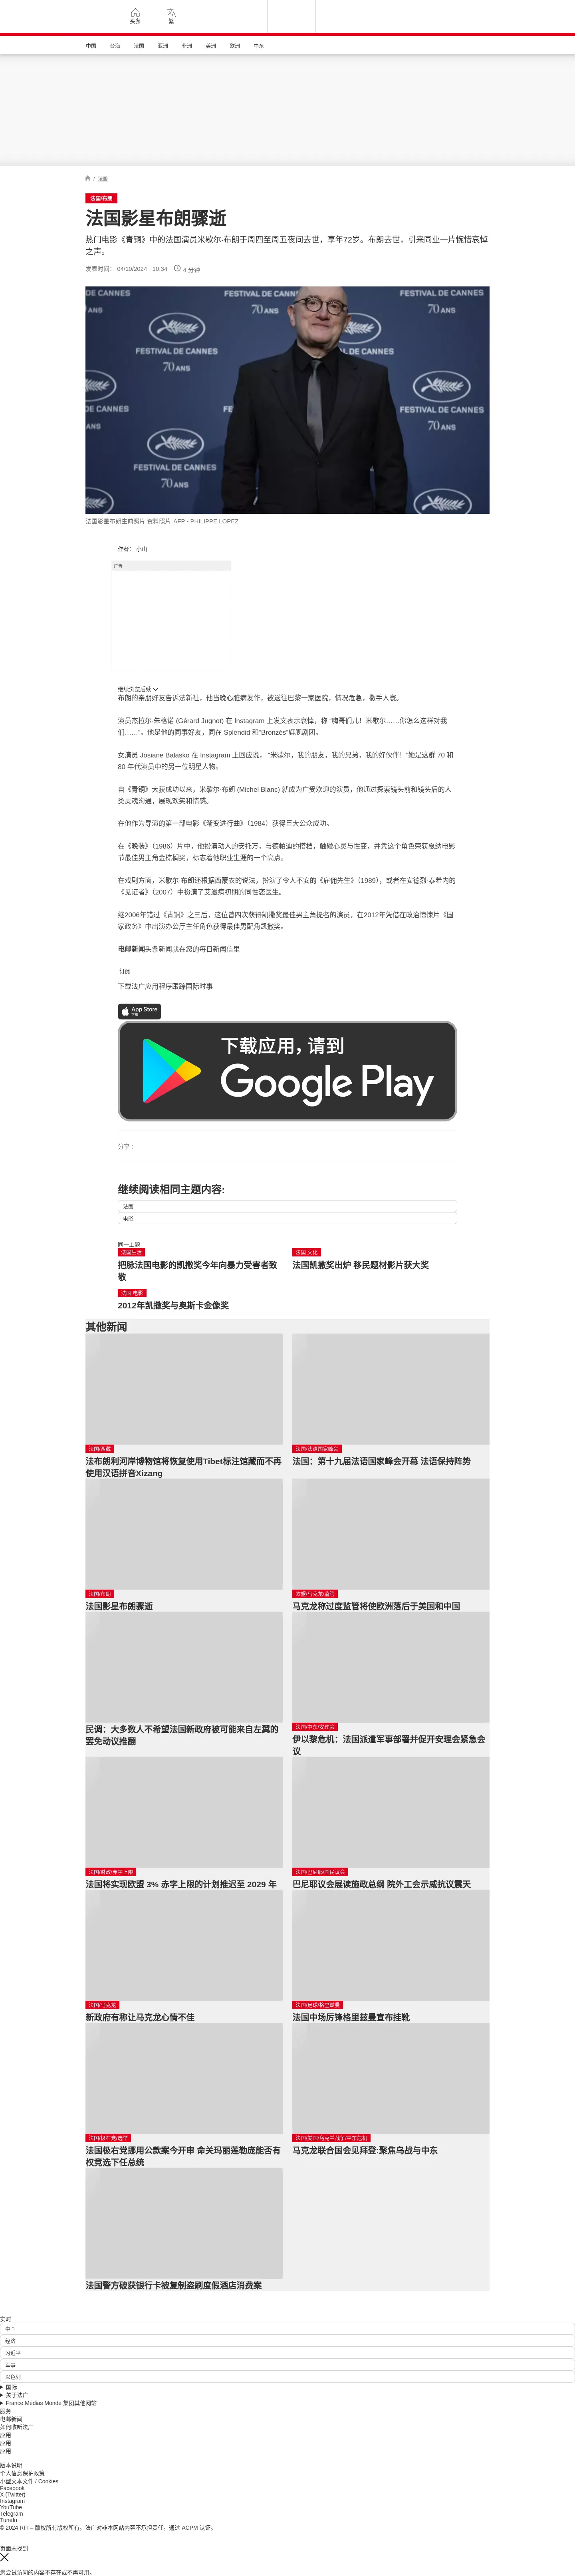 头条
繁
中国
台海
法国
亚洲
非洲
美洲
欧洲
中东
/ 法国
法国/布朗
法国影星布朗骤逝
热门电影《青铜》中的法国演员米歇尔·布朗于周四至周五夜间去世，享年72岁。布朗去世，引来同业一片惋惜哀悼之声。
发表时间： 04/10/2024 - 10:34
4 分钟
FESTIVAL DE CANNES 70 ANS
法国影星布朗生前照片 资料照片 AFP - PHILIPPE LOPEZ
作者： 小山
广告
继续浏览后续
布朗的亲朋好友告诉法新社，他当晚心脏病发作，被送往巴黎一家医院，情况危急，撒手人寰。
演员杰拉尔·朱格诺 (Gérard Jugnot) 在 Instagram 上发文表示哀悼，称 “嗨哥们儿！米歇尔……你怎么这样对我
们……”。他是他的同事好友，同在 Splendid 和“Bronzés”旗舰剧团。
女演员 Josiane Balasko 在 Instagram 上回应说， “米歇尔，我的朋友，我的兄弟，我的好伙伴！”她是这群 70 和
80 年代演员中的另一位明星人物。
自《青铜》大获成功以来，米歇尔·布朗 (Michel Blanc) 就成为广受欢迎的演员，他通过探索镜头前和镜头后的人
类灵魂沟通，展现欢笑和情感。
在他作为导演的第一部电影《渐变进行曲》（1984）获得巨大公众成功。
在《晚装》（1986）片中，他扮演动人的安托万，与德帕迪约搭档，触碰心灵与性变，并凭这个角色荣获戛纳电影
节最佳男主角金棕榈奖，标志着他职业生涯的一个高点。
在戏剧方面，米歇尔·布朗还根据西蒙农的说法，扮演了令人不安的《雇佣先生》（1989），或者在安德烈·泰希内的
《见证者》（2007）中扮演了艾滋病初期的同性恋医生。
继2006年错过《青铜》之三后，这位曾四次获得凯撒奖最佳男主角提名的演员，在2012年凭借在政治惊悚片《国
家政务》中出演办公厅主任角色获得最佳男配角凯撒奖。
电邮新闻头条新闻就在您的每日新闻信里
订阅
下载法广应用程序跟踪国际时事
App Store
下载
下载应用，请到
Google Play
分享 :
继续阅读相同主题内容:
法国
电影
同一主题
法国生活
把脉法国电影的凯撒奖今年向暴力受害者致敬
法国 文化
法国凯撒奖出炉 移民题材影片获大奖
法国 电影
2012年凯撒奖与奥斯卡金像奖
其他新闻
法国/西藏
法布朗利河岸博物馆将恢复使用Tibet标注馆藏而不再使用汉语拼音Xizang
法国/法语国家峰会
法国：第十九届法语国家峰会开幕 法语保持阵势
法国/布朗
法国影星布朗骤逝
欧盟/马克龙/监管
马克龙称过度监管将使欧洲落后于美国和中国
民调：大多数人不希望法国新政府被可能来自左翼的罢免动议推翻
法国/中东/安理会
伊以黎危机：法国派遣军事部署并促开安理会紧急会议
法国/财政/赤字上限
法国将实现欧盟 3% 赤字上限的计划推迟至 2029 年
法国/巴尼耶/国民议会
巴尼耶议会展读施政总纲 院外工会示威抗议震天
法国/马克龙
新政府有称让马克龙心情不佳
法国/足球/格里兹曼
法国中场厉锋格里兹曼宣布挂靴
法国/极右党/选举
法国极右党挪用公款案今开审 命关玛丽莲勒庞能否有权竞选下任总统
法国/美国/乌克兰战争/中东危机
马克龙联合国会见拜登:聚焦乌战与中东
法国警方破获银行卡被复制盗刷度假酒店消费案
实时
中国
经济
习近平
军事
以色列
国际
关于法广
France Médias Monde 集团其他网站
服务
电邮新闻
如何收听法广
应用
应用
应用
版本说明
个人信息保护政策
小型文本文件 / Cookies
Facebook
X (Twitter)
Instagram
YouTube
Telegram
TuneIn
© 2024 RFI – 版权所有版权所有。法广对非本网站内容不承担责任。通过 ACPM 认证。
页面未找到
您尝试访问的内容不存在或不再可用。